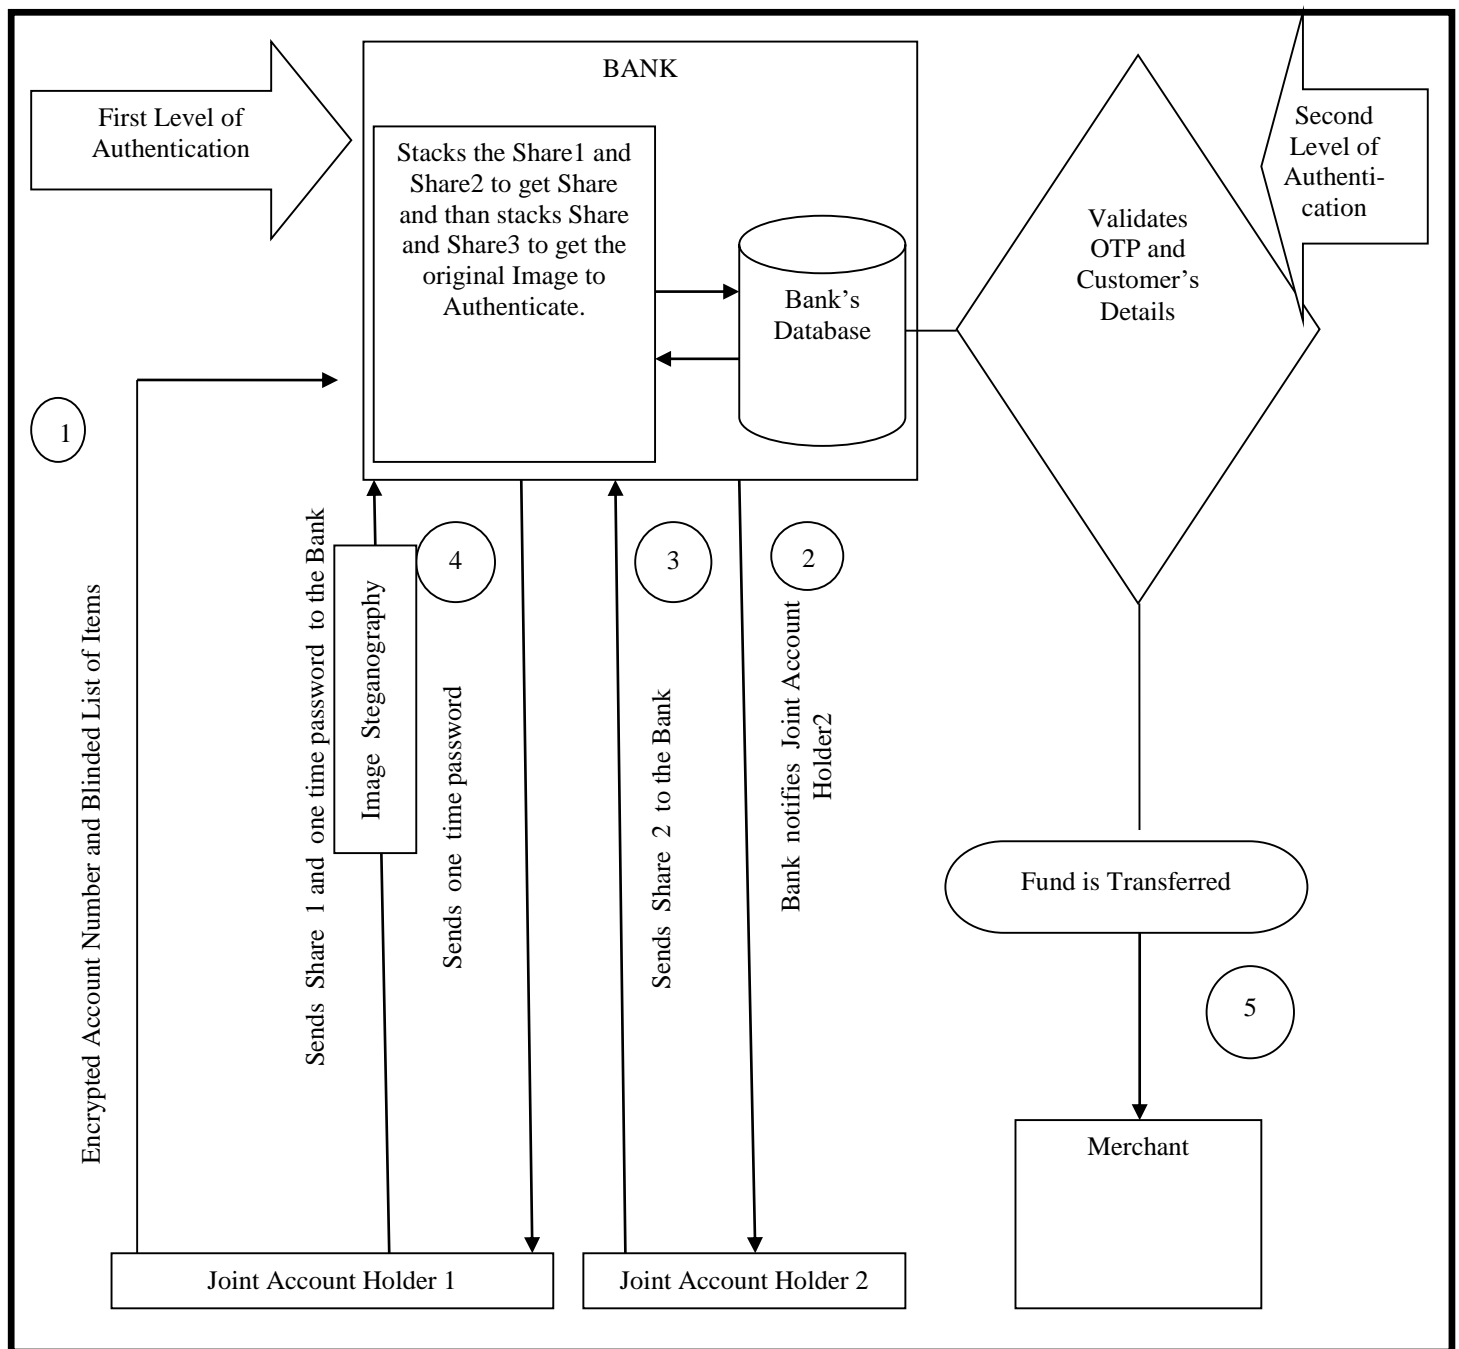 BANK
First Level of
Authentication
Stacks the Share1 and
Share2 to get Share
and than stacks Share
and Share3 to get the
original Image to
Authenticate.
Bank's
Database
Validates
OTP and
Customer's
Details
Second
Level of
Authenti-
cation
1
Encrypted Account Number and Blinded List of Items
Sends Share 1 and one time password to the Bank
Image Steganography
4
Sends one time password
3
Sends Share 2 to the Bank
2
Bank notifies Joint Account
Holder2
Fund is Transferred
5
Merchant
Joint Account Holder 1
Joint Account Holder 2